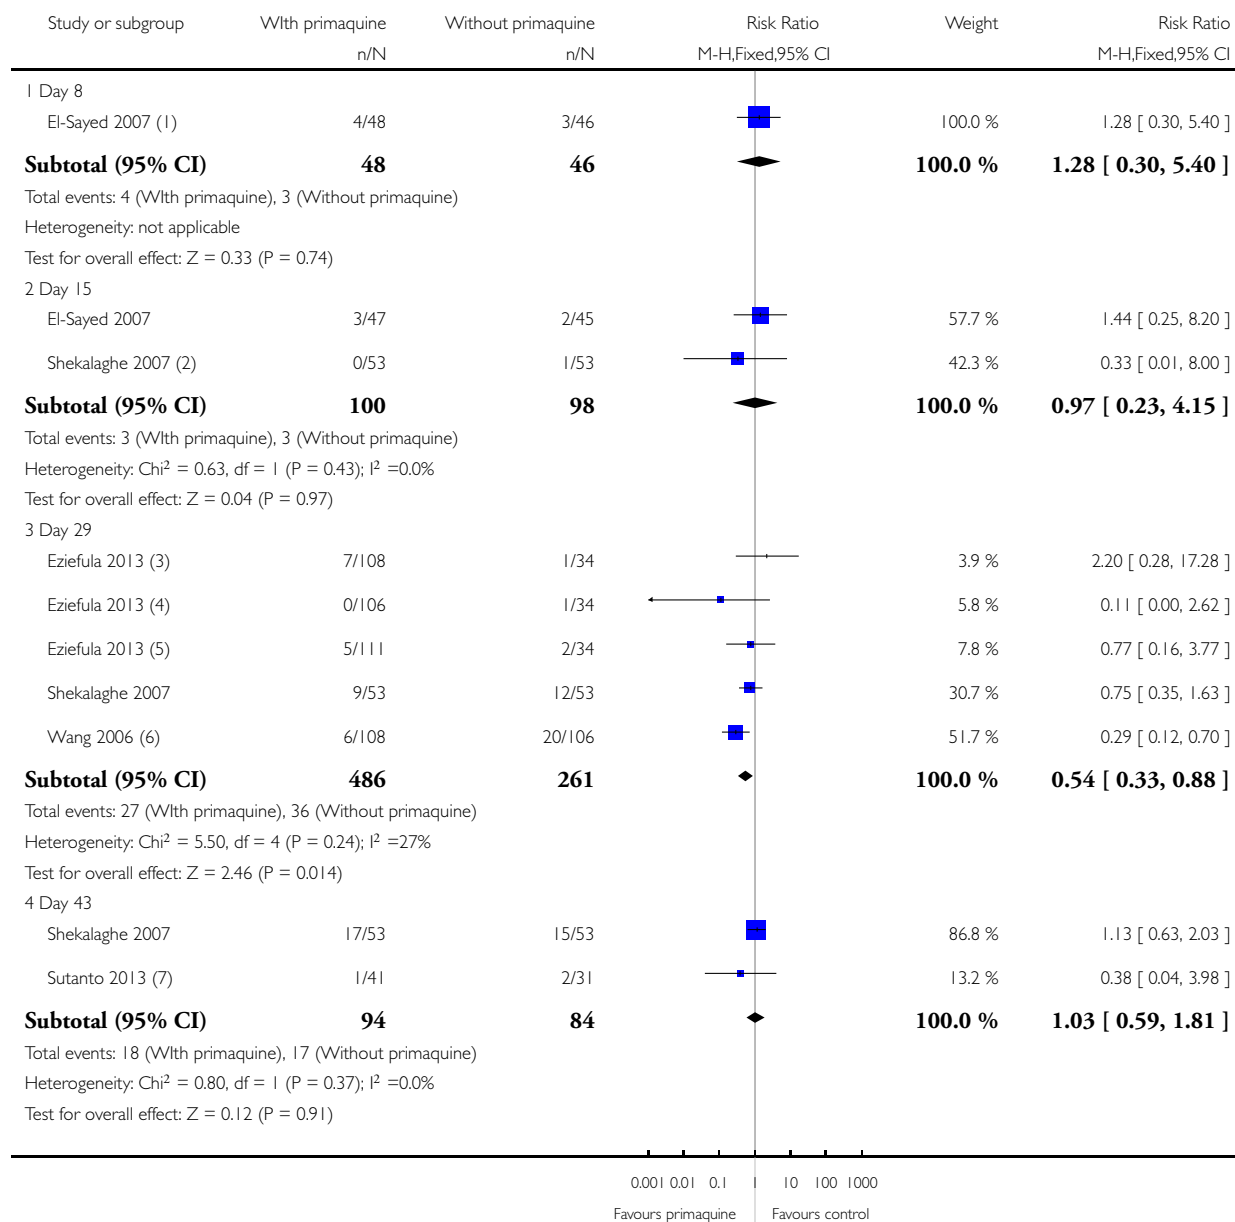 Study or subgroup WIth primaquine Without primaquine Risk Ratio Weight Risk Ratio
n/N n/N M-H,Fixed,95% CI M-H,Fixed,95% CI
1 Day 8
El-Sayed 2007 (1) 4/48 3/46 100.0 % 1.28 [ 0.30, 5.40 ]
Subtotal (95% CI) 48 46 100.0 % 1.28 [ 0.30, 5.40 ]
Total events: 4 (WIth primaquine), 3 (Without primaquine)
Heterogeneity: not applicable
Test for overall effect: Z = 0.33 (P = 0.74)
2 Day 15
El-Sayed 2007 3/47 2/45 57.7 % 1.44 [ 0.25, 8.20 ]
Shekalaghe 2007 (2) 0/53 1/53 42.3 % 0.33 [ 0.01, 8.00 ]
Subtotal (95% CI) 100 98 100.0 % 0.97 [ 0.23, 4.15 ]
Total events: 3 (WIth primaquine), 3 (Without primaquine)
Heterogeneity: Chi² = 0.63, df = 1 (P = 0.43); I² =0.0%
Test for overall effect: Z = 0.04 (P = 0.97)
3 Day 29
Eziefula 2013 (3) 7/108 1/34 3.9 % 2.20 [ 0.28, 17.28 ]
Eziefula 2013 (4) 0/106 1/34 5.8 % 0.11 [ 0.00, 2.62 ]
Eziefula 2013 (5) 5/111 2/34 7.8 % 0.77 [ 0.16, 3.77 ]
Shekalaghe 2007 9/53 12/53 30.7 % 0.75 [ 0.35, 1.63 ]
Wang 2006 (6) 6/108 20/106 51.7 % 0.29 [ 0.12, 0.70 ]
Subtotal (95% CI) 486 261 100.0 % 0.54 [ 0.33, 0.88 ]
Total events: 27 (WIth primaquine), 36 (Without primaquine)
Heterogeneity: Chi² = 5.50, df = 4 (P = 0.24); I² =27%
Test for overall effect: Z = 2.46 (P = 0.014)
4 Day 43
Shekalaghe 2007 17/53 15/53 86.8 % 1.13 [ 0.63, 2.03 ]
Sutanto 2013 (7) 1/41 2/31 13.2 % 0.38 [ 0.04, 3.98 ]
Subtotal (95% CI) 94 84 100.0 % 1.03 [ 0.59, 1.81 ]
Total events: 18 (WIth primaquine), 17 (Without primaquine)
Heterogeneity: Chi² = 0.80, df = 1 (P = 0.37); I² =0.0%
Test for overall effect: Z = 0.12 (P = 0.91)
0.001 0.01 0.1 1 10 100 1000
Favours primaquine Favours control